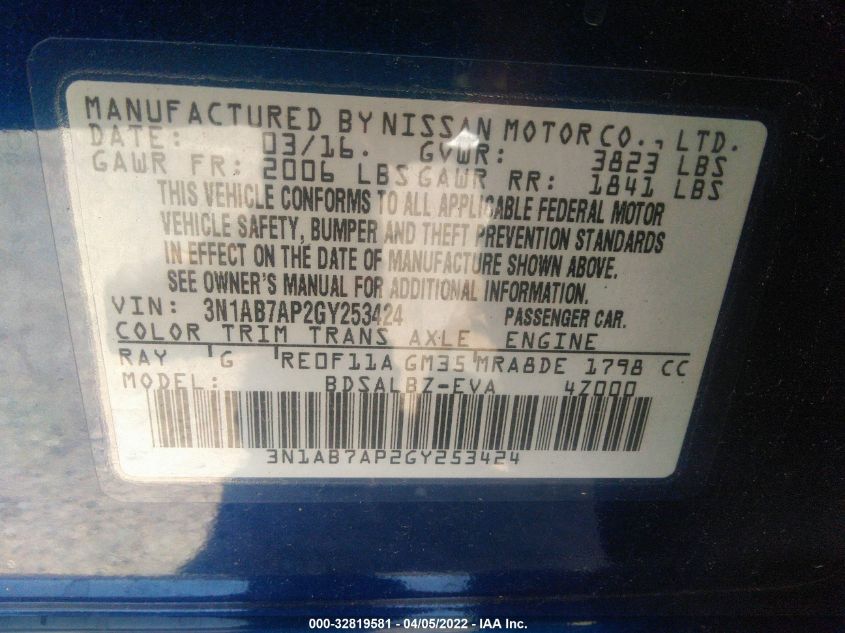 MANUFACTURED BY NISSAN MOTOR CO., LTD.
DATE: 03/16. GVWR: 3823 LBS
GAWR FR: 2006 LBS GAWR RR: 1841 LBS
THIS VEHICLE CONFORMS TO ALL APPLICABLE FEDERAL MOTOR
VEHICLE SAFETY, BUMPER AND THEFT PREVENTION STANDARDS
IN EFFECT ON THE DATE OF MANUFACTURE SHOWN ABOVE.
SEE OWNER'S MANUAL FOR ADDITIONAL INFORMATION.
VIN: 3N1AB7AP2GY253424 PASSENGER CAR.
COLOR TRIM TRANS AXLE ENGINE
RAY G RE0F11A GM35 MRA8DE 1798 CC
MODEL: BDSALBZ-EVA 4Z000
3N1AB7AP2GY253424
000-32819581 - 04/05/2022 - IAA Inc.